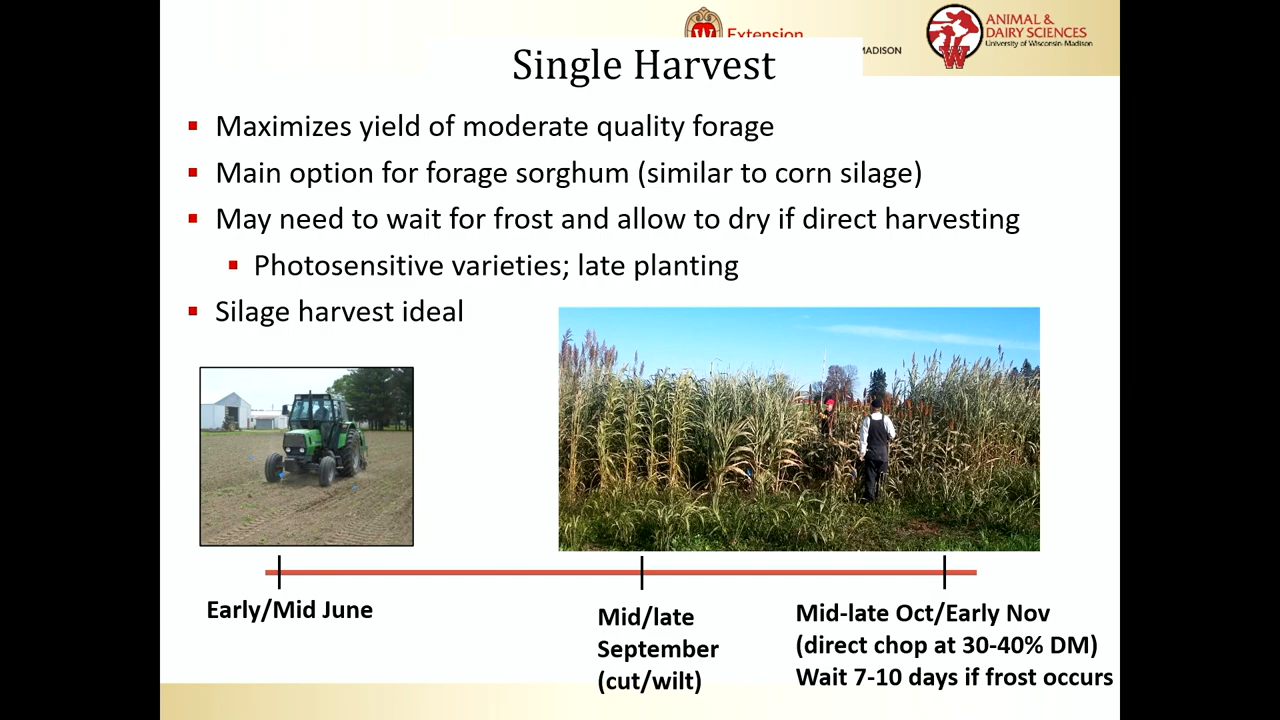 Extension
MADISON
ANIMAL &
DAIRY SCIENCES
University of Wisconsin-Madison
Single Harvest
Maximizes yield of moderate quality forage
Main option for forage sorghum (similar to corn silage)
May need to wait for frost and allow to dry if direct harvesting
Photosensitive varieties; late planting
Silage harvest ideal
Early/Mid June
Mid/late
September
(cut/wilt)
Mid-late Oct/Early Nov
(direct chop at 30-40% DM)
Wait 7-10 days if frost occurs